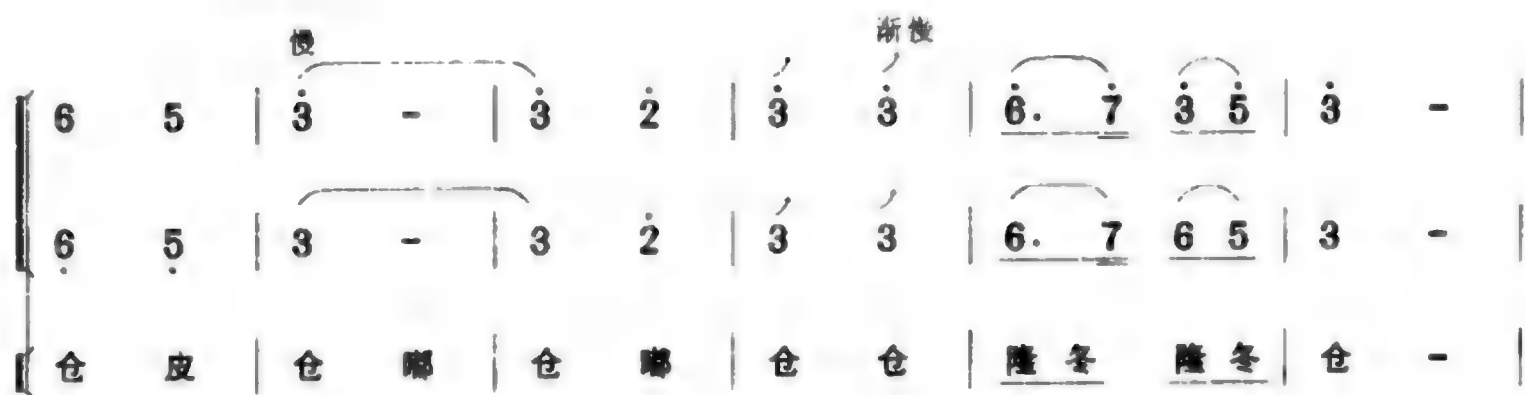 慢 渐慢
6 5 | 3̇ - | 3̇ 2̇ | 3̇ 3̇ | 6̇. 7̇ 3̇ 5̇ | 3̇ - |
6̣ 5̣ | 3 - | 3 2̇ | 3 3 | 6. 7 6 5 | 3 - |
仓 皮 | 仓 嘟 | 仓 嘟 | 仓 仓 | 隆冬 隆冬 | 仓 - |